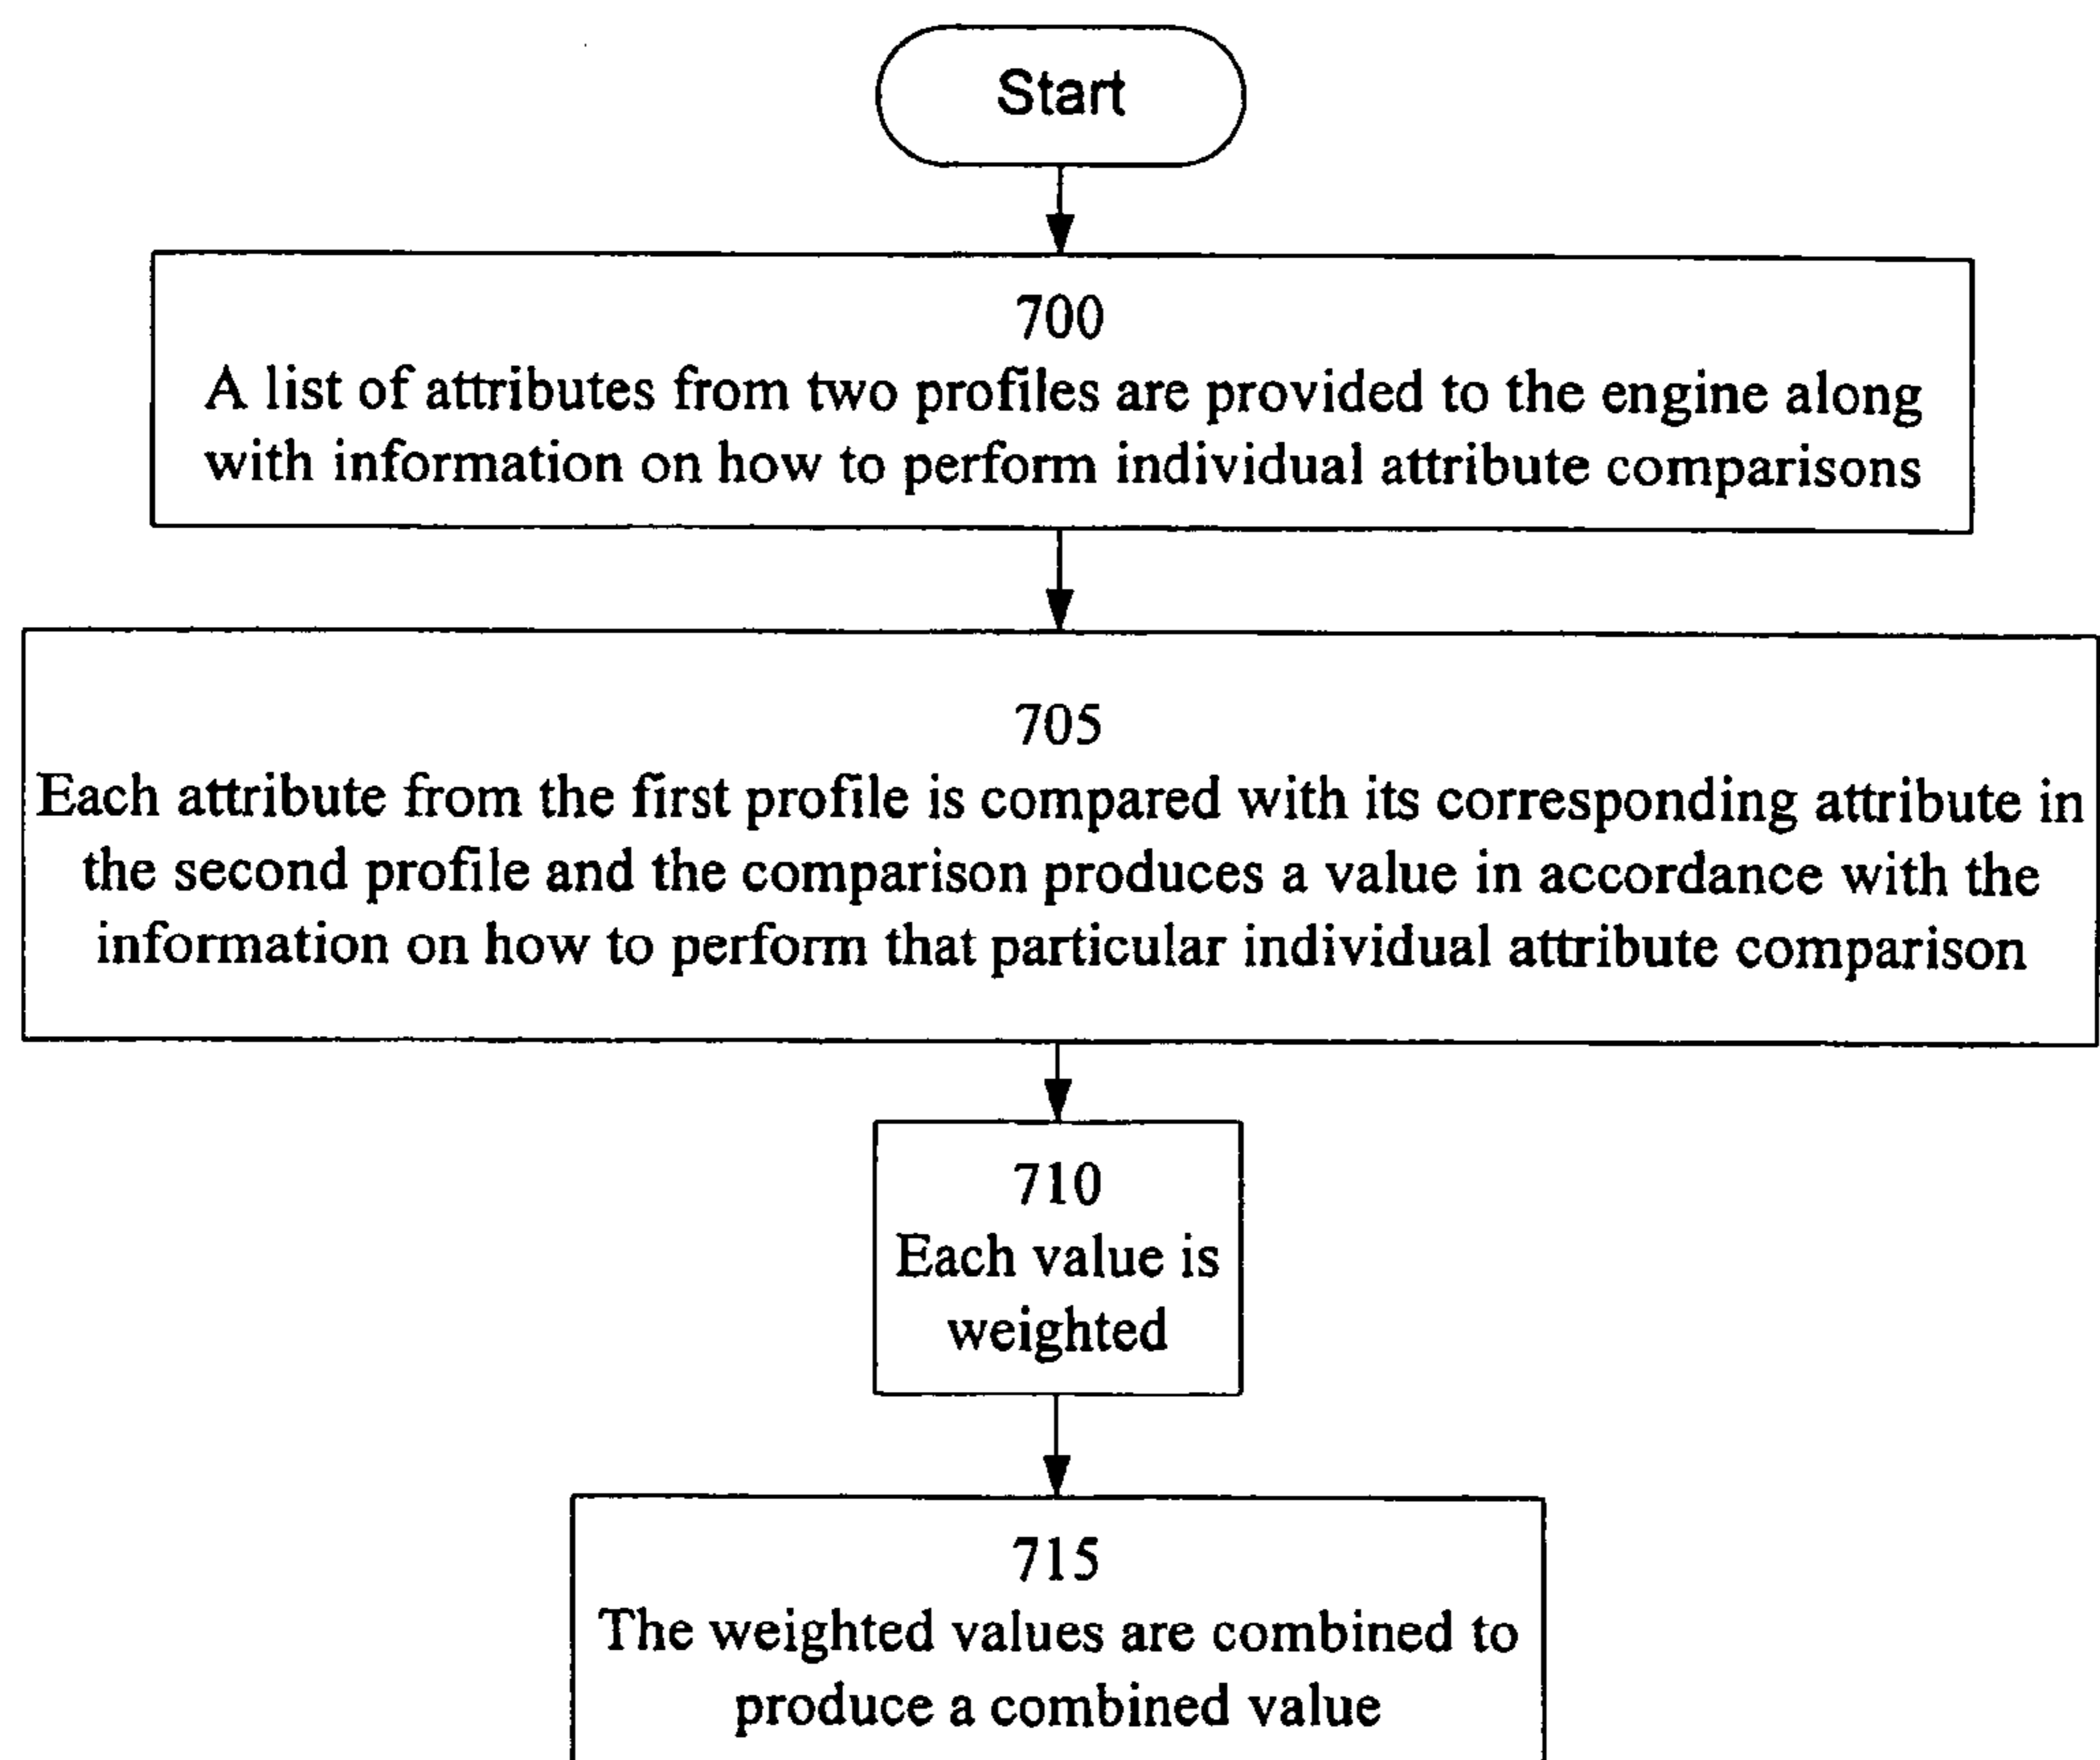 Start
700
A list of attributes from two profiles are provided to the engine along
with information on how to perform individual attribute comparisons
705
Each attribute from the first profile is compared with its corresponding attribute in
the second profile and the comparison produces a value in accordance with the
information on how to perform that particular individual attribute comparison
710
Each value is
weighted
715
The weighted values are combined to
produce a combined value